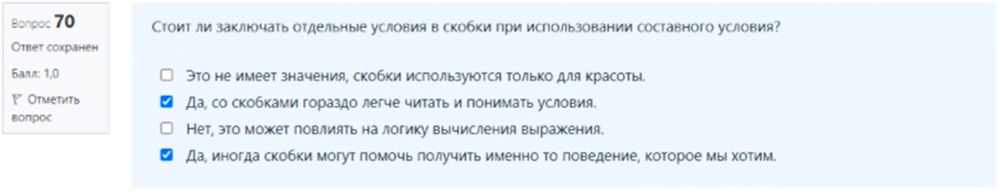 Вопрос 70
Ответ сохранен
Балл: 1,0
Отметить
вопрос
Стоит ли заключать отдельные условия в скобки при использовании составного условия?
Это не имеет значения, скобки используются только для красоты.
Да, со скобками гораздо легче читать и понимать условия.
Нет, это может повлиять на логику вычисления выражения.
Да, иногда скобки могут помочь получить именно то поведение, которое мы хотим.